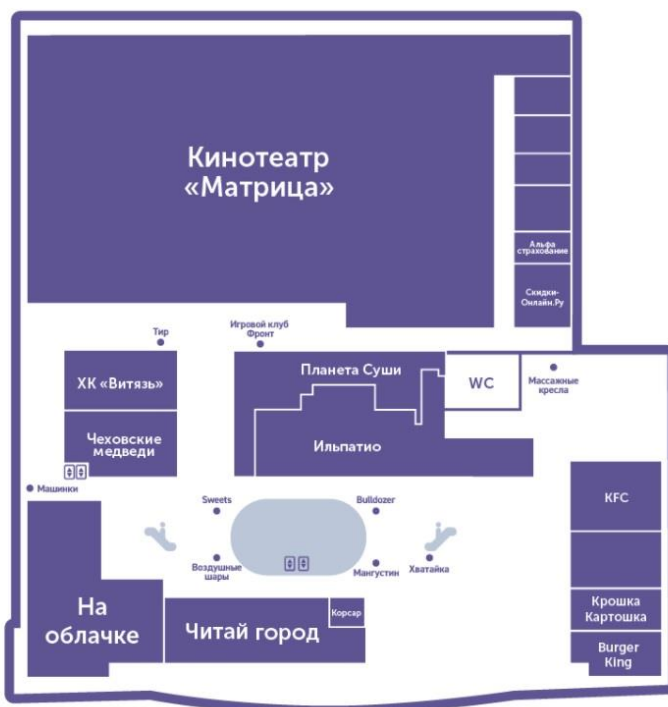 Кинотеатр
«Матрица»
Альфа
страхование
Скидки-
Онлайн.Ру
Тир
Игровой клуб
Фронт
ХК «Витязь»
Планета Суши
WC
Массажные
кресла
Чеховские
медведи
Ильпатио
Машинки
Sweets
Bulldozer
KFC
Воздушные
шары
Мангустин
Хватайка
На
облачке
Читай город
Корсар
Крошка
Картошка
Burger
King